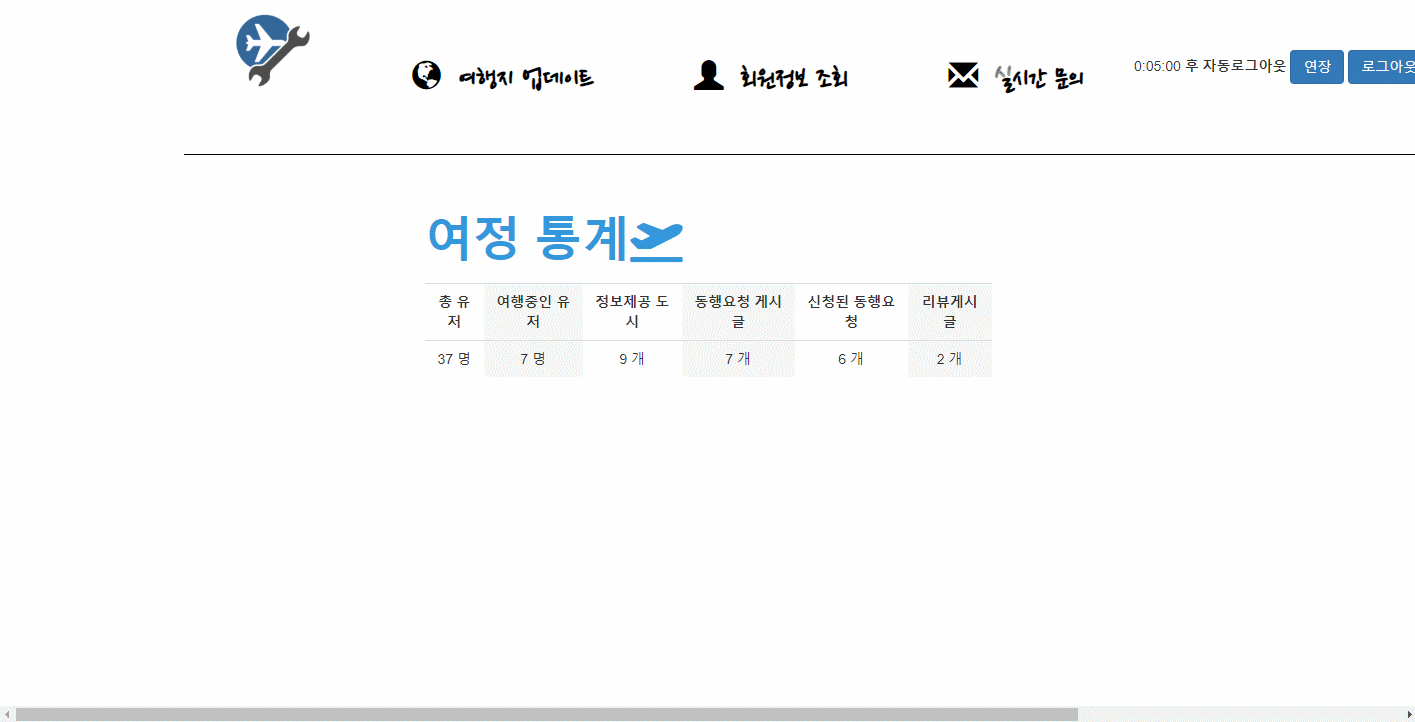 여행지 업데이트
회원정보 조회
실시간 문의
0:05:00 후 자동로그아웃
연장
로그아웃
여정 통계
총 유
저
여행중인 유
저
정보제공 도
시
동행요청 게시
글
신청된 동행요
청
리뷰게시
글
37 명
7 명
9 개
7 개
6 개
2 개